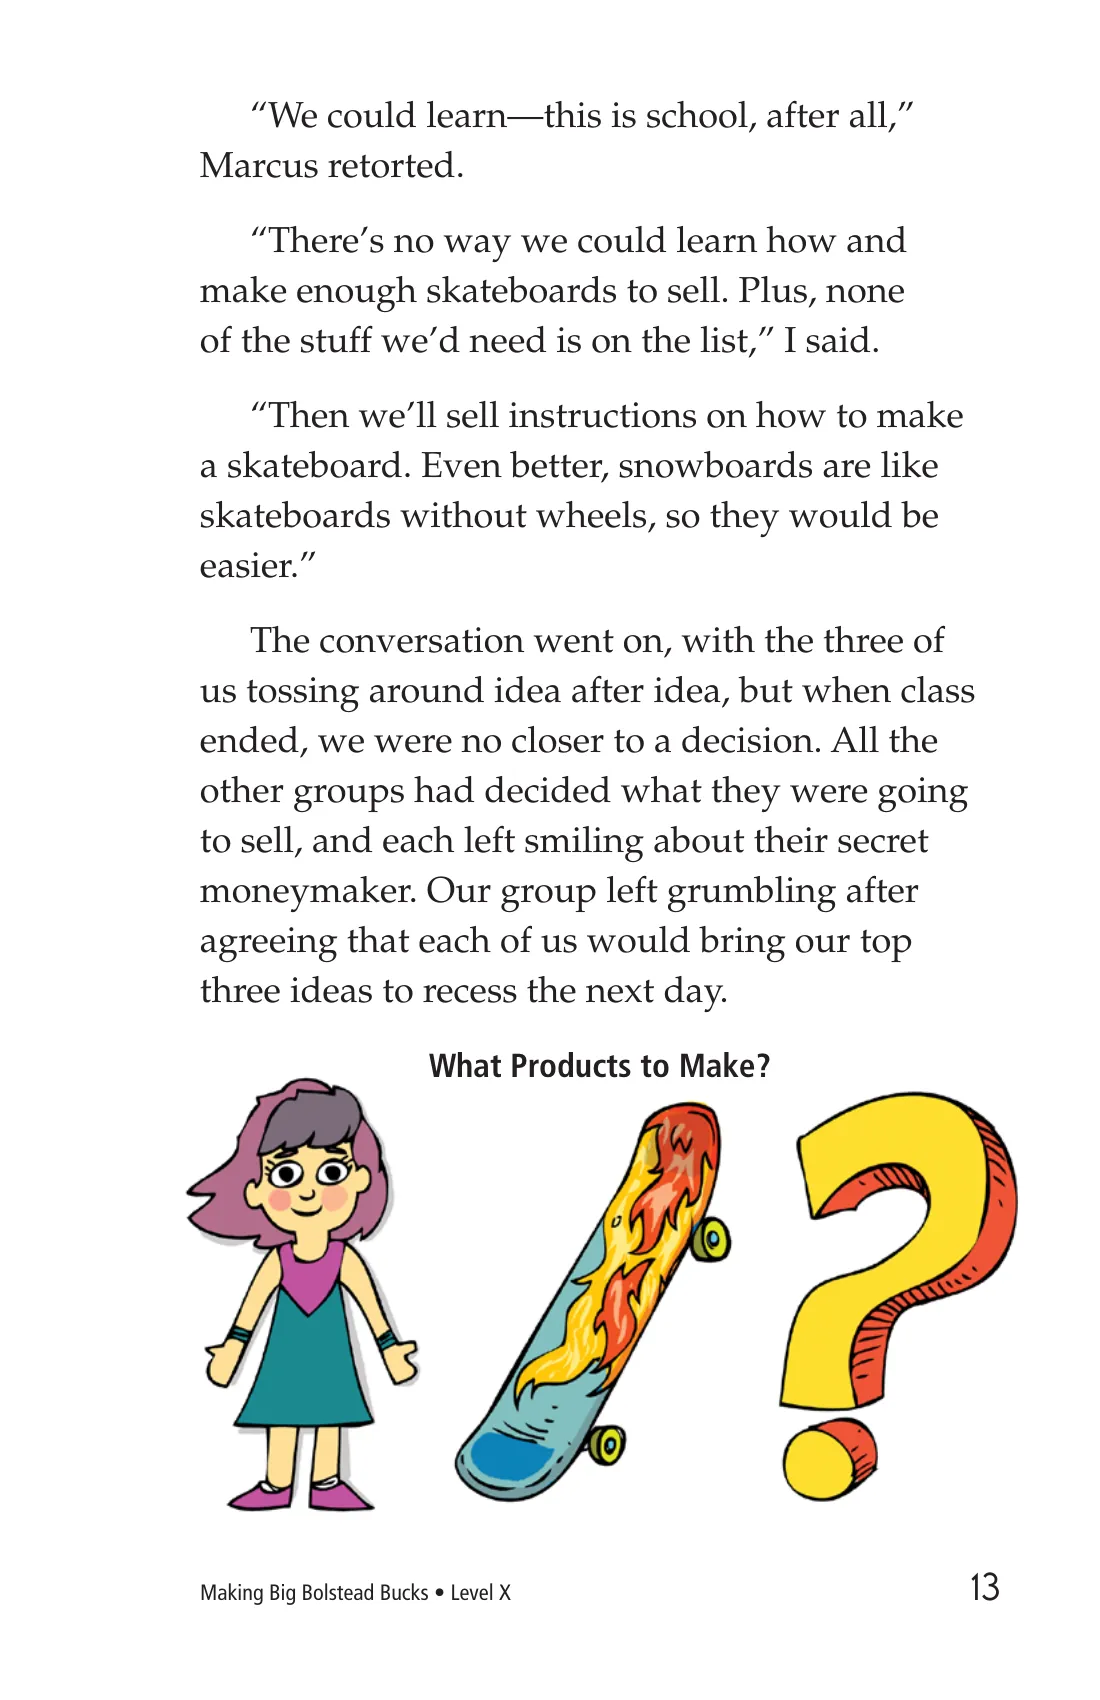 “We could learn—this is school, after all,”
Marcus retorted.
“There’s no way we could learn how and
make enough skateboards to sell. Plus, none
of the stuff we’d need is on the list,” I said.
“Then we’ll sell instructions on how to make
a skateboard. Even better, snowboards are like
skateboards without wheels, so they would be
easier.”
The conversation went on, with the three of
us tossing around idea after idea, but when class
ended, we were no closer to a decision. All the
other groups had decided what they were going
to sell, and each left smiling about their secret
moneymaker. Our group left grumbling after
agreeing that each of us would bring our top
three ideas to recess the next day.
What Products to Make?
?
Making Big Bolstead Bucks • Level X
13